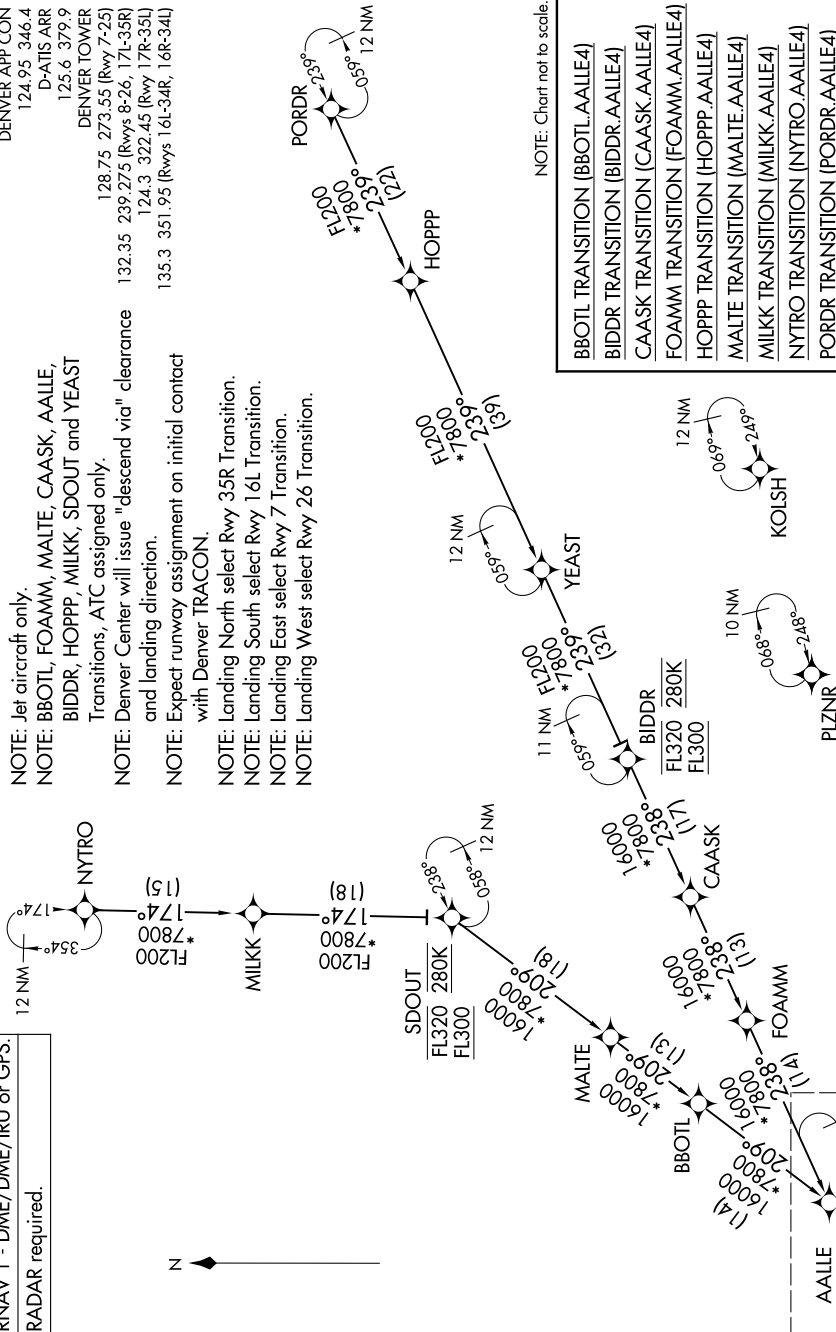 RNAV 1 - DME/DME/IRU or GPS.
RADAR required.
DENVER APP CON
124.95 346.4
D-ATIS ARR
125.6 379.9
DENVER TOWER
128.75 273.55 (Rwy 7-25)
132.35 239.275 (Rwys 8-26, 17L-35R)
124.3 322.45 (Rwy 17R-35L)
135.3 351.95 (Rwys 16L-34R, 16R-34L)
NOTE: Jet aircraft only.
NOTE: BBOTL, FOAMM, MALTE, CAASK, AALLE,
BIDDR, HOPPP, MILKK, SDOUT and YEAST
Transitions, ATC assigned only.
NOTE: Denver Center will issue "descend via" clearance
and landing direction.
NOTE: Expect runway assignment on initial contact
with Denver TRACON.
NOTE: Landing North select Rwy 35R Transition.
NOTE: Landing South select Rwy 16L Transition.
NOTE: Landing East select Rwy 7 Transition.
NOTE: Landing West select Rwy 26 Transition.
N
12 NM
354°
174°
NYTRO
FL200
*7800
174°
(15)
MILKK
FL200
*7800
174°
(18)
SDOUT
FL320 280K
FL300
238°
058°
12 NM
16000
*7800
209°
(18)
MALTE
16000
*7800
209°
(13)
BBOTL
16000
*7800
209°
(14)
AALLE
PORDR
239°
059°
12 NM
FL200
*7800
239°
(22)
HOPPP
FL200
*7800
239°
(39)
12 NM
059°
YEAST
FL200
*7800
239°
(32)
11 NM
059°
BIDDR
FL320 280K
FL300
16000
*7800
238°
(17)
CAASK
16000
*7800
238°
(13)
FOAMM
16000
*7800
238°
(14)
12 NM
069°
249°
KOLSH
10 NM
068°
248°
PLZNR
NOTE: Chart not to scale.
BBOTL TRANSITION (BBOTL.AALLE4)
BIDDR TRANSITION (BIDDR.AALLE4)
CAASK TRANSITION (CAASK.AALLE4)
FOAMM TRANSITION (FOAMM.AALLE4)
HOPPP TRANSITION (HOPPP.AALLE4)
MALTE TRANSITION (MALTE.AALLE4)
MILKK TRANSITION (MILKK.AALLE4)
NYTRO TRANSITION (NYTRO.AALLE4)
PORDR TRANSITION (PORDR.AALLE4)